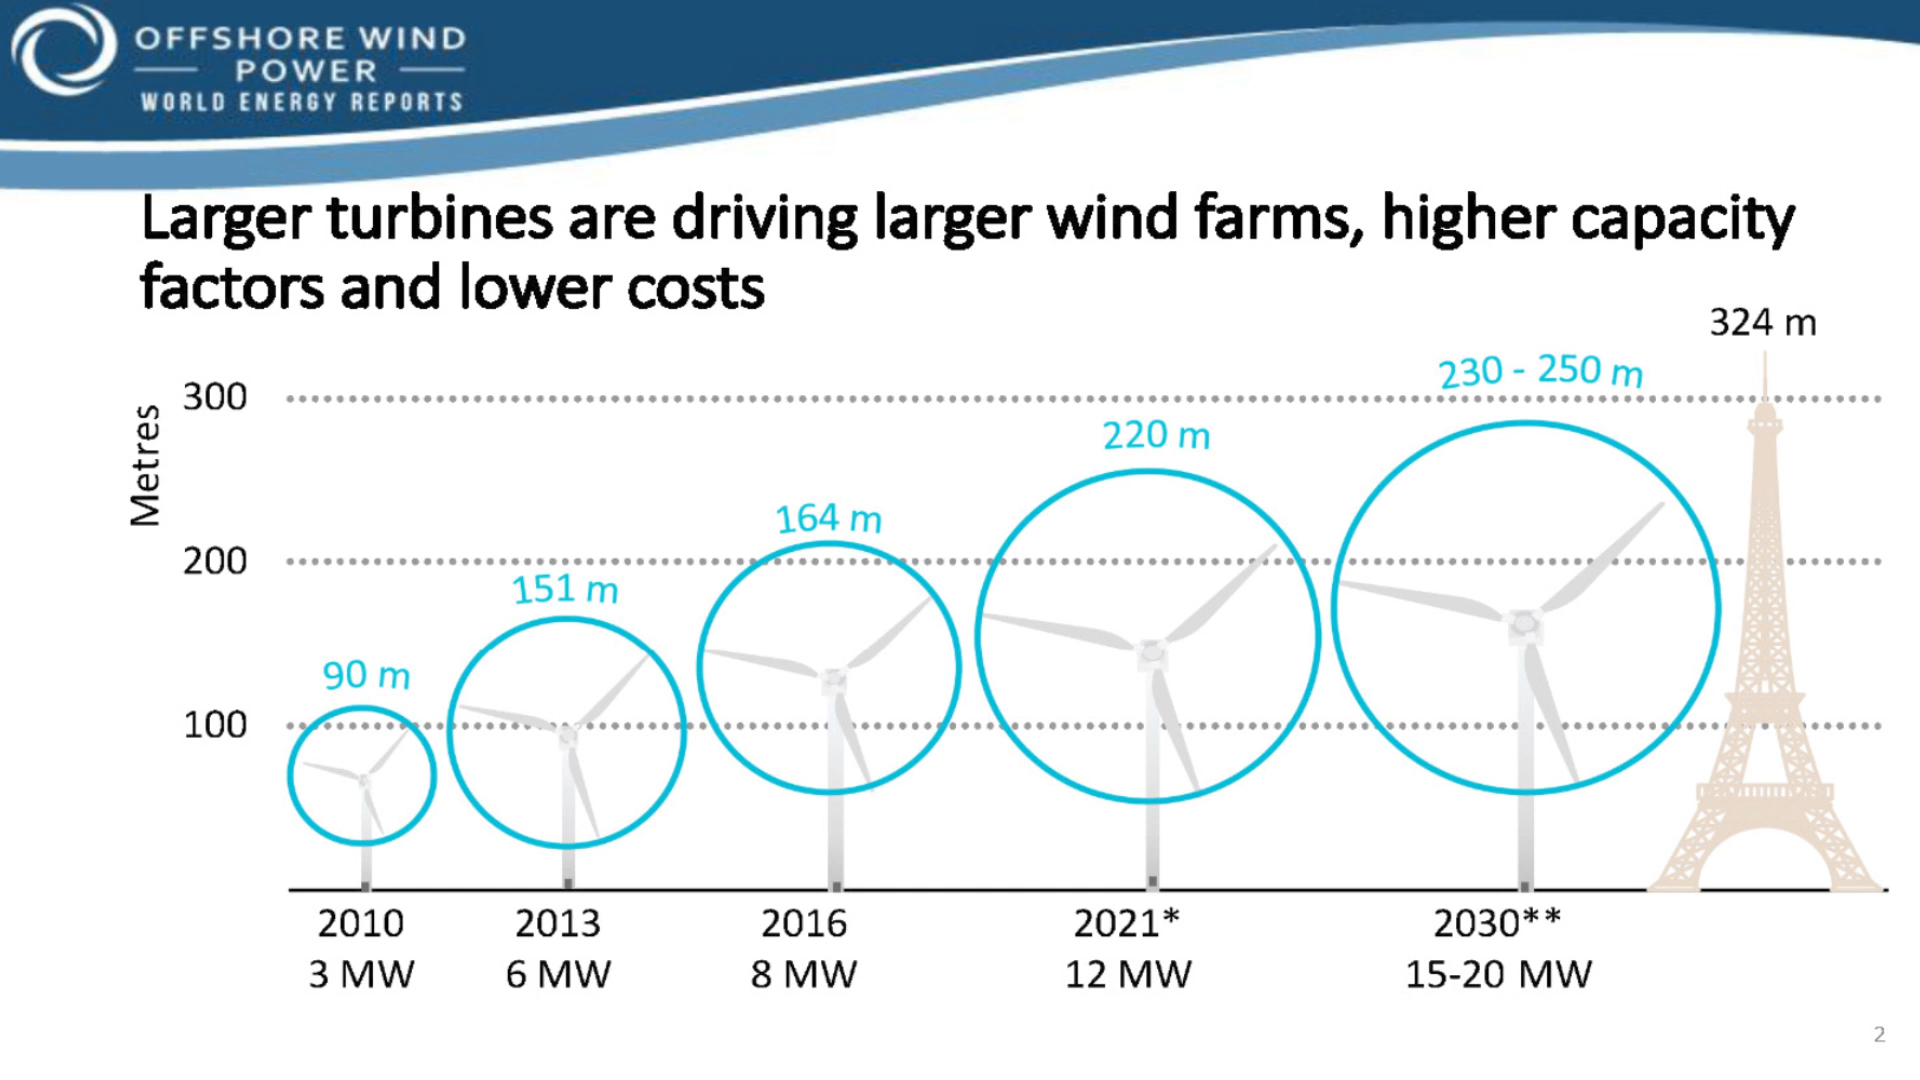 OFFSHORE WIND
POWER
WORLD ENERGY REPORTS
Larger turbines are driving larger wind farms, higher capacity
factors and lower costs
324 m
230 - 250 m
300
Metres
220 m
164 m
200
151 m
90 m
100
2010 2013 2016 2021* 2030**
3 MW 6 MW 8 MW 12 MW 15-20 MW
2